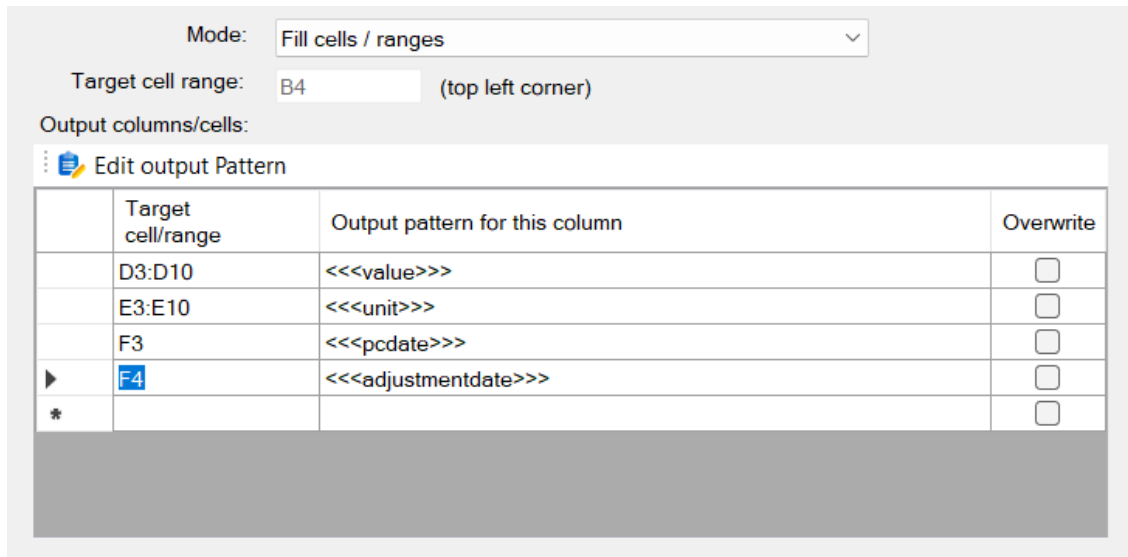 Mode: Fill cells / ranges
Target cell range: B4 (top left corner)
Output columns/cells:
Edit output Pattern
Target cell/range Output pattern for this column Overwrite
D3:D10 <<<value>>>
E3:E10 <<<unit>>>
F3 <<<pcdate>>>
F4 <<<adjustmentdate>>>
*